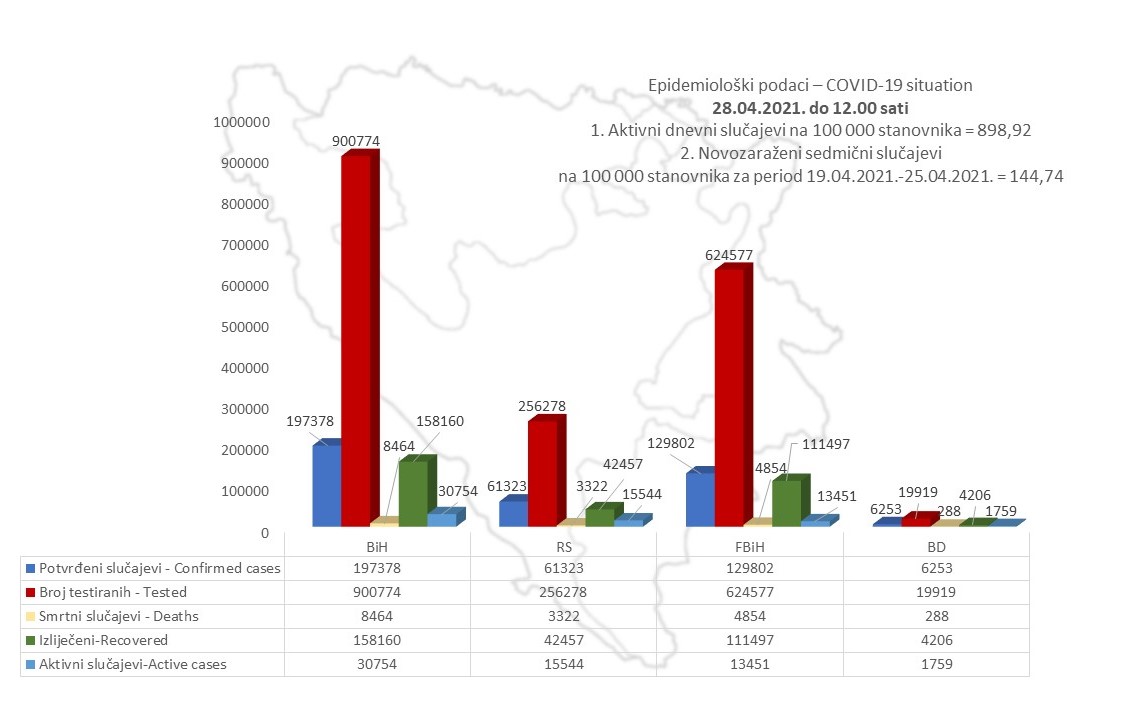 Epidemiološki podaci – COVID-19 situation
28.04.2021. do 12.00 sati
1. Aktivni dnevni slučajevi na 100 000 stanovnika = 898,92
2. Novozaraženi sedmični slučajevi
na 100 000 stanovnika za period 19.04.2021.-25.04.2021. = 144,74
1000000
900000
800000
700000
600000
500000
400000
300000
200000
100000
0
197378
900774
8464
158160
30754
61323
256278
3322
42457
15544
129802
624577
4854
111497
13451
6253
19919
288
4206
1759
BiH RS FBiH BD
Potvrđeni slučajevi - Confirmed cases 197378 61323 129802 6253
Broj testiranih - Tested 900774 256278 624577 19919
Smrtni slučajevi - Deaths 8464 3322 4854 288
Izliječeni-Recovered 158160 42457 111497 4206
Aktivni slučajevi-Active cases 30754 15544 13451 1759